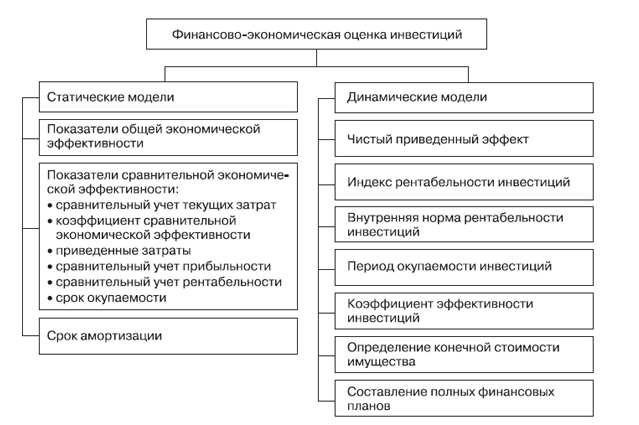 Финансово-экономическая оценка инвестиций
Статические модели
Показатели общей экономической
эффективности
Показатели сравнительной экономиче-
ской эффективности:
• сравнительный учет текущих затрат
• коэффициент сравнительной
экономической эффективности
• приведенные затраты
• сравнительный учет прибыльности
• сравнительный учет рентабельности
• срок окупаемости
Срок амортизации
Динамические модели
Чистый приведенный эффект
Индекс рентабельности инвестиций
Внутренняя норма рентабельности
инвестиций
Период окупаемости инвестиций
Коэффициент эффективности
инвестиций
Определение конечной стоимости
имущества
Составление полных финансовых
планов